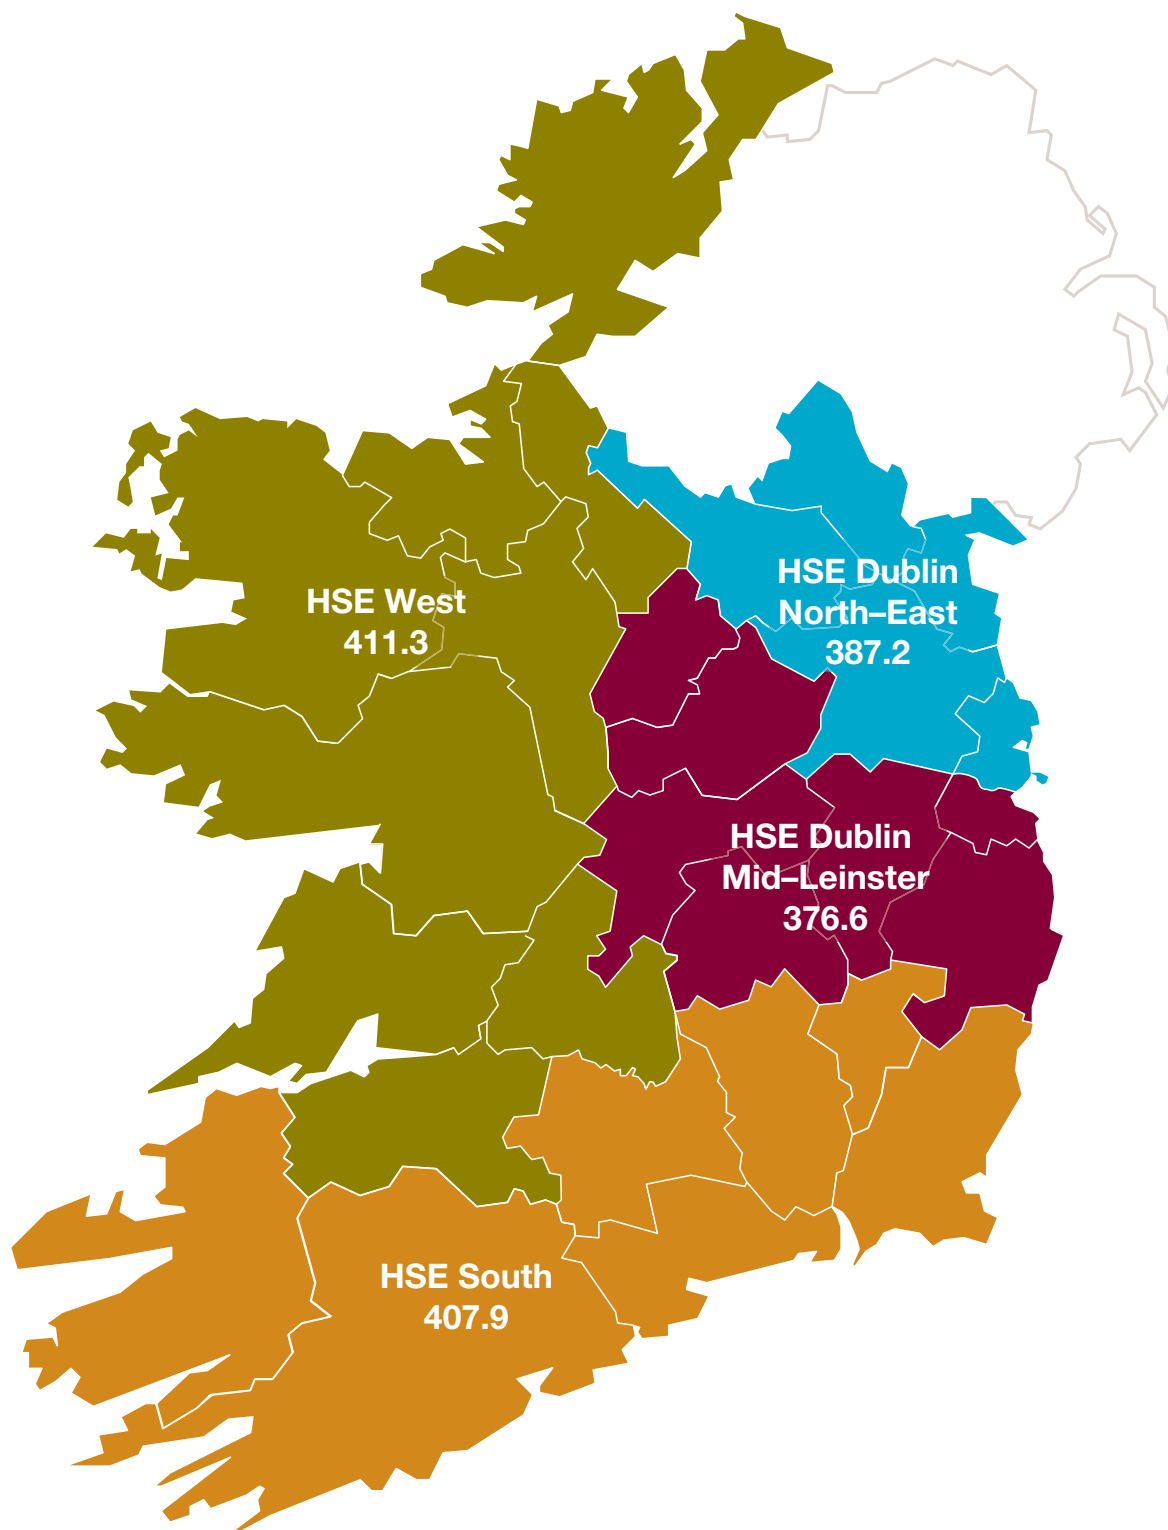 HSE West
411.3
HSE Dublin
North–East
387.2
HSE Dublin
Mid–Leinster
376.6
HSE South
407.9